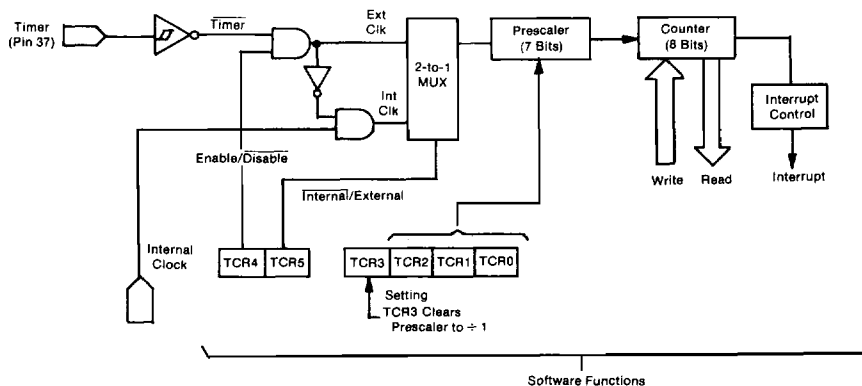 Timer
(Pin 37)
Timer
Ext
Clk
2-to-1
MUX
Prescaler
(7 Bits)
Counter
(8 Bits)
Interrupt
Control
Int
Clk
Enable/Disable
Internal/External
Write
Read
Interrupt
Internal
Clock
TCR4
TCR5
TCR3
TCR2
TCR1
TCR0
Setting
TCR3 Clears
Prescaler to ÷ 1
Software Functions